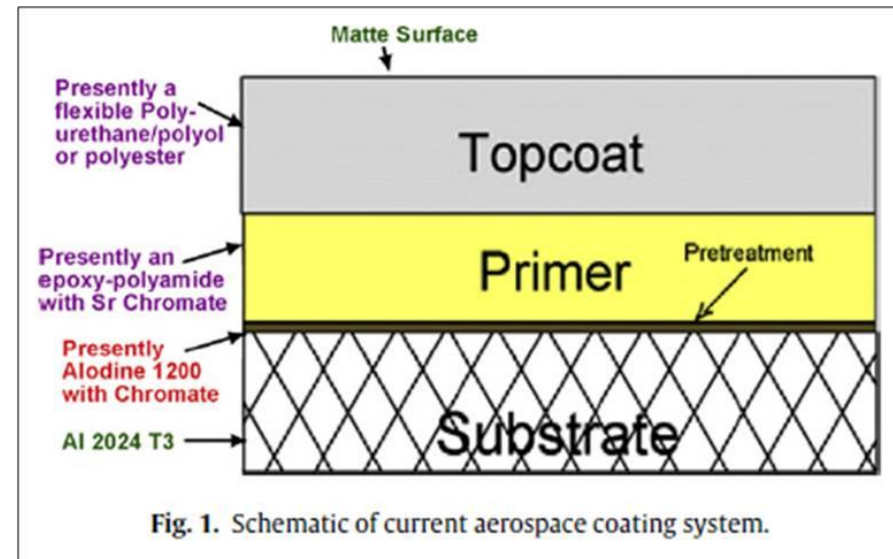 Matte Surface
Presently a
flexible Poly-
urethane/polyol
or polyester
Topcoat
Presently an
epoxy-polyamide
with Sr Chromate
Primer
Pretreatment
Presently
Alodine 1200
with Chromate
Al 2024 T3
Substrate
Fig. 1. Schematic of current aerospace coating system.